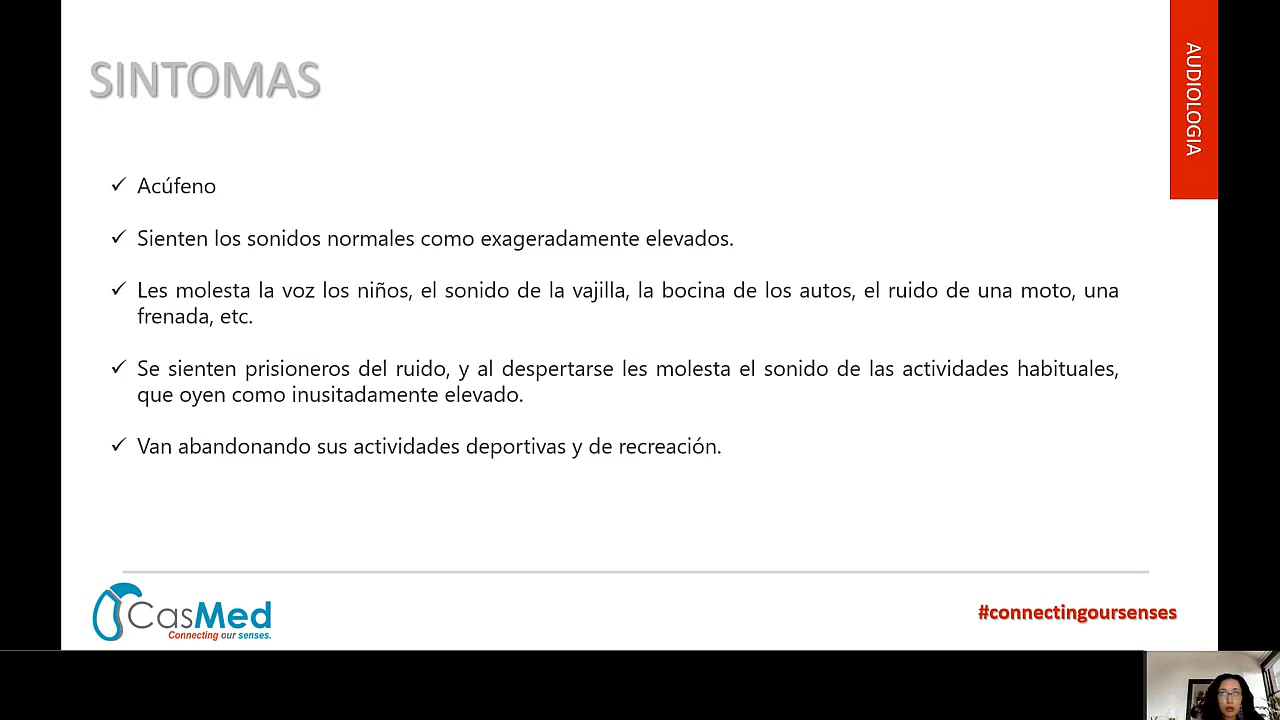 SINTOMAS
AUDIOLOGIA
✓ Acúfeno
✓ Sienten los sonidos normales como exageradamente elevados.
✓ Les molesta la voz los niños, el sonido de la vajilla, la bocina de los autos, el ruido de una moto, una
frenada, etc.
✓ Se sienten prisioneros del ruido, y al despertarse les molesta el sonido de las actividades habituales,
que oyen como inusitadamente elevado.
✓ Van abandonando sus actividades deportivas y de recreación.
CasMed
Connecting our senses.
#connectingoursenses